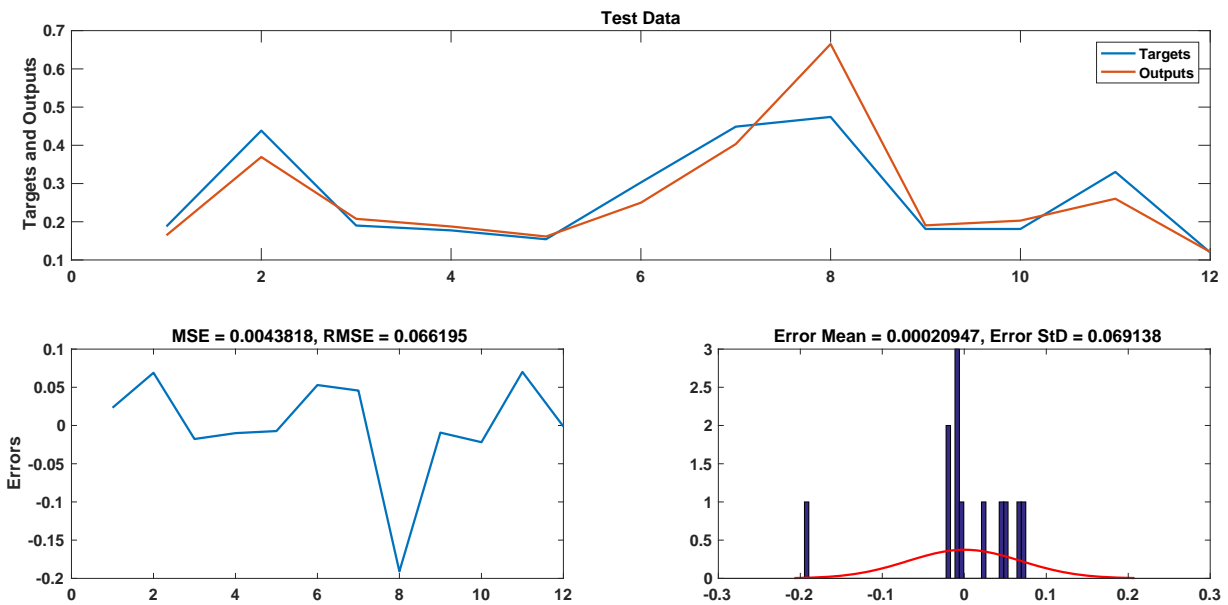 Test Data
Targets and Outputs
0.7
0.6
0.5
0.4
0.3
0.2
0.1
0 2 4 6 8 10 12
Targets
Outputs
MSE = 0.0043818, RMSE = 0.066195
Errors
0.1
0.05
0
-0.05
-0.1
-0.15
-0.2
0 2 4 6 8 10 12
Error Mean = 0.00020947, Error StD = 0.069138
3
2.5
2
1.5
1
0.5
0
-0.3 -0.2 -0.1 0 0.1 0.2 0.3